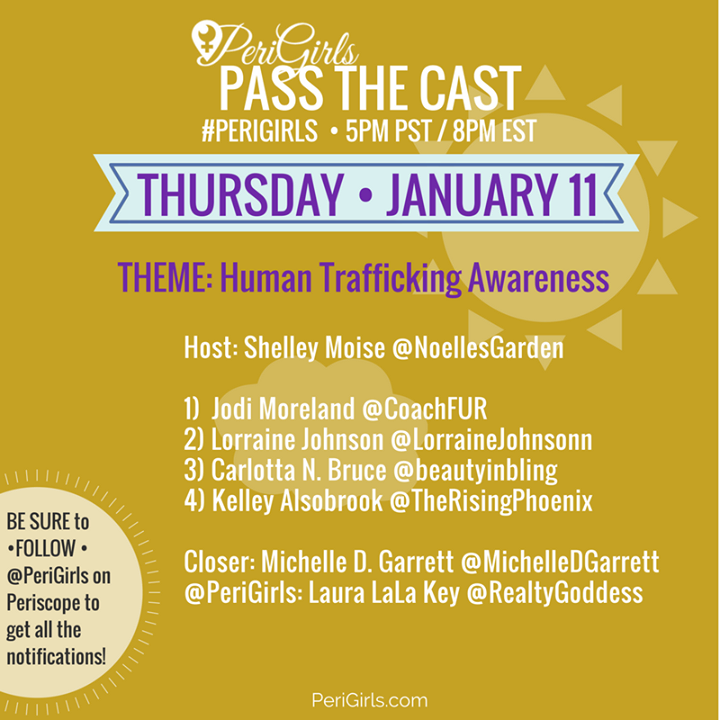 PeriGirls
PASS THE CAST
#PERIGIRLS • 5PM PST / 8PM EST
THURSDAY • JANUARY 11
THEME: Human Trafficking Awareness
Host: Shelley Moise @NoellesGarden
1) Jodi Moreland @CoachFUR
2) Lorraine Johnson @LorraineJohnsonn
3) Carlotta N. Bruce @beautyinbling
4) Kelley Alsobrook @TheRisingPhoenix
Closer: Michelle D. Garrett @MichelleDGarrett
@PeriGirls: Laura LaLa Key @RealtyGoddess
BE SURE to
•FOLLOW •
@PeriGirls on
Periscope to
get all the
notifications!
PeriGirls.com